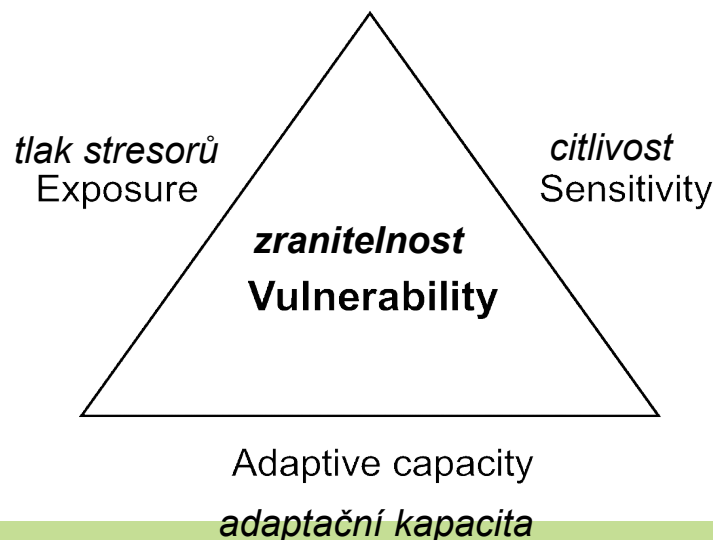 tlak stresorů
Exposure
citlivost
Sensitivity
zranitelnost
Vulnerability
Adaptive capacity
adaptační kapacita